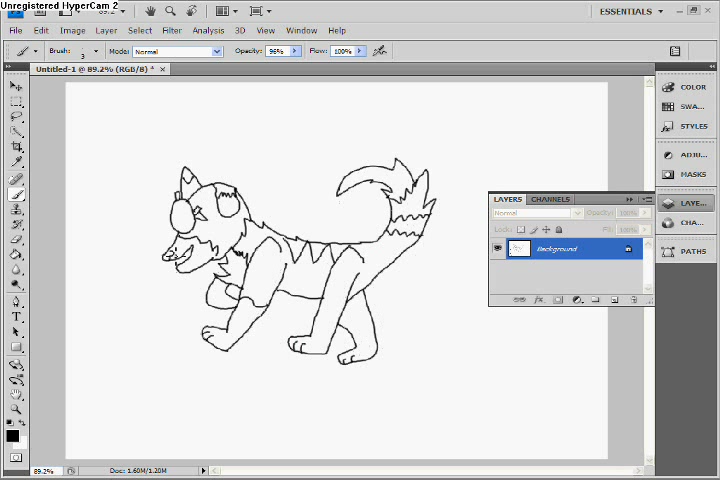 Unregistered HyperCam 2
ESSENTIALS
File Edit Image Layer Select Filter Analysis 3D View Window Help
Brush: 3 Mode: Normal Opacity: 96% Flow: 100%
Untitled-1 @ 89.2% (RGB/8) *
COLOR
SWA...
STYLES
ADJU...
MASKS
LAYE...
CHA...
PATHS
LAYERS CHANNELS
Normal Opacity: 100%
Lock: Fill: 100%
Background
89.2% Doc: 1.60M/1.20M